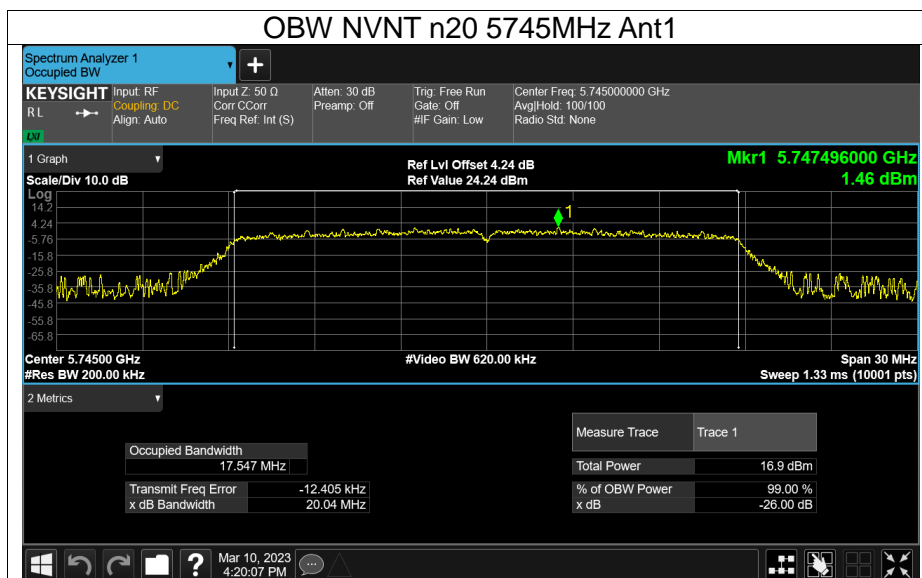 OBW NVNT n20 5745MHz Ant1
Spectrum Analyzer 1
Occupied BW
+
KEYSIGHT
R L
LXI
Input: RF
Coupling: DC
Align: Auto
Input Z: 50 Ω
Corr CCorr
Freq Ref: Int (S)
Atten: 30 dB
Preamp: Off
Trig: Free Run
Gate: Off
#IF Gain: Low
Center Freq: 5.745000000 GHz
Avg|Hold: 100/100
Radio Std: None
1 Graph
Scale/Div 10.0 dB
Ref Lvl Offset 4.24 dB
Ref Value 24.24 dBm
Mkr1 5.747496000 GHz
1.46 dBm
Log
14.2
4.24
-5.76
-15.8
-25.8
-35.8
-45.8
-55.8
-65.8
1
Center 5.74500 GHz
#Res BW 200.00 kHz
#Video BW 620.00 kHz
Span 30 MHz
Sweep 1.33 ms (10001 pts)
2 Metrics
Occupied Bandwidth
17.547 MHz
Transmit Freq Error -12.405 kHz
x dB Bandwidth 20.04 MHz
Measure Trace Trace 1
Total Power 16.9 dBm
% of OBW Power 99.00 %
x dB -26.00 dB
?
Mar 10, 2023
4:20:07 PM